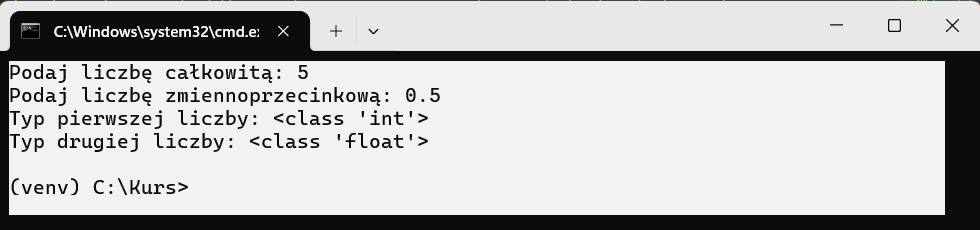 C:\Windows\system32\cmd.e
Podaj liczbę całkowitą: 5
Podaj liczbę zmiennoprzecinkową: 0.5
Typ pierwszej liczby: <class 'int'>
Typ drugiej liczby: <class 'float'>
(venv) C:\Kurs>